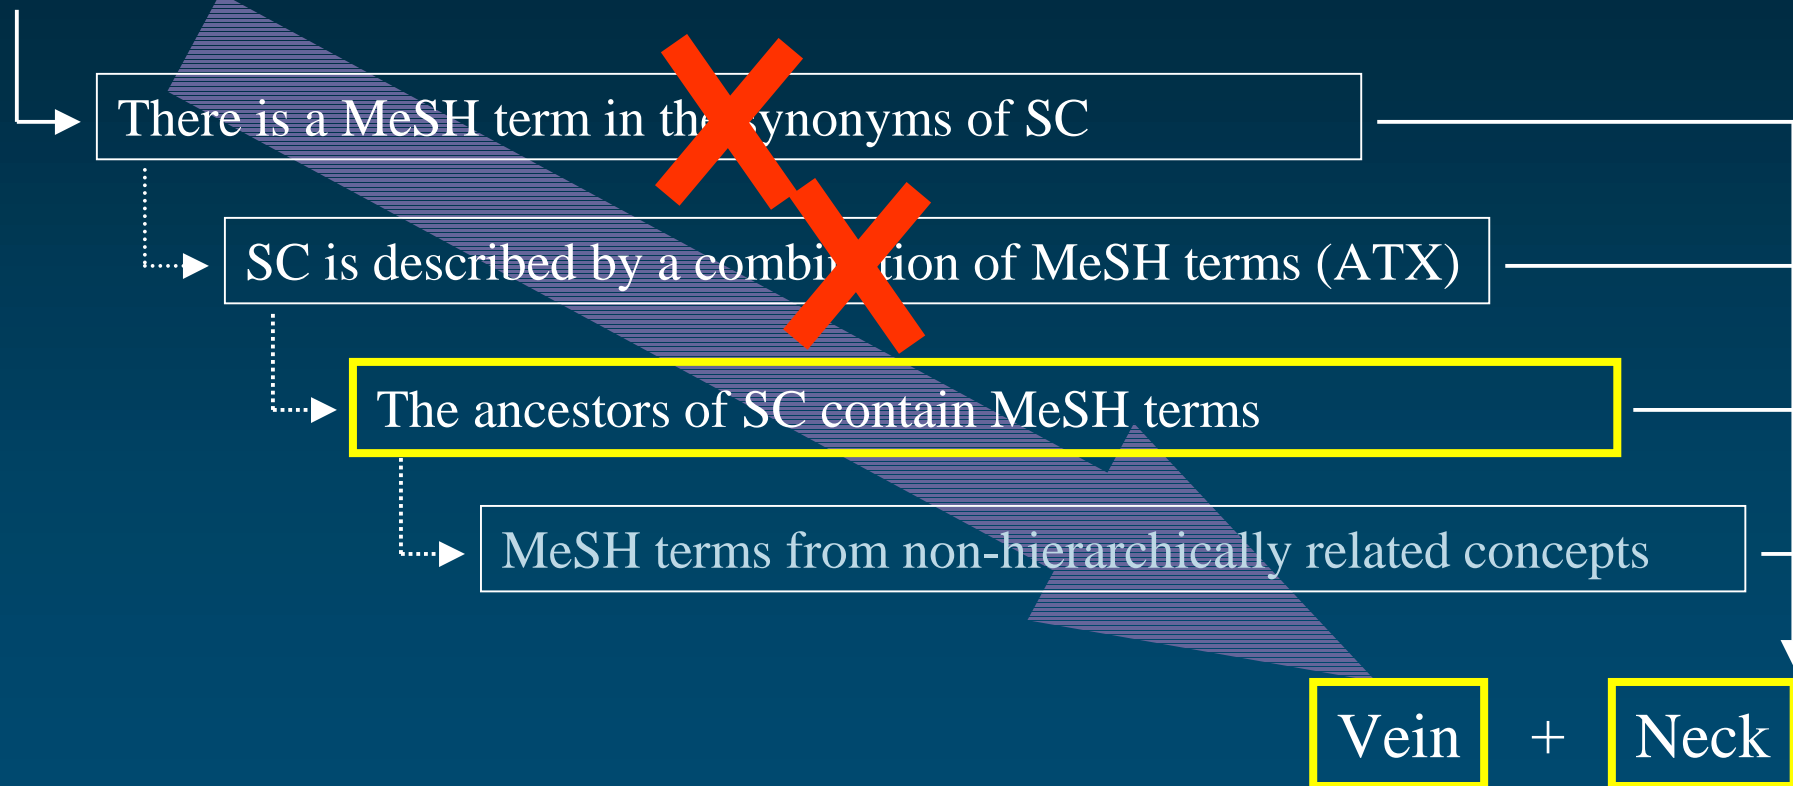 There is a MeSH term in the synonyms of SC
SC is described by a combination of MeSH terms (ATX)
The ancestors of SC contain MeSH terms
MeSH terms from non-hierarchically related concepts
Vein + Neck